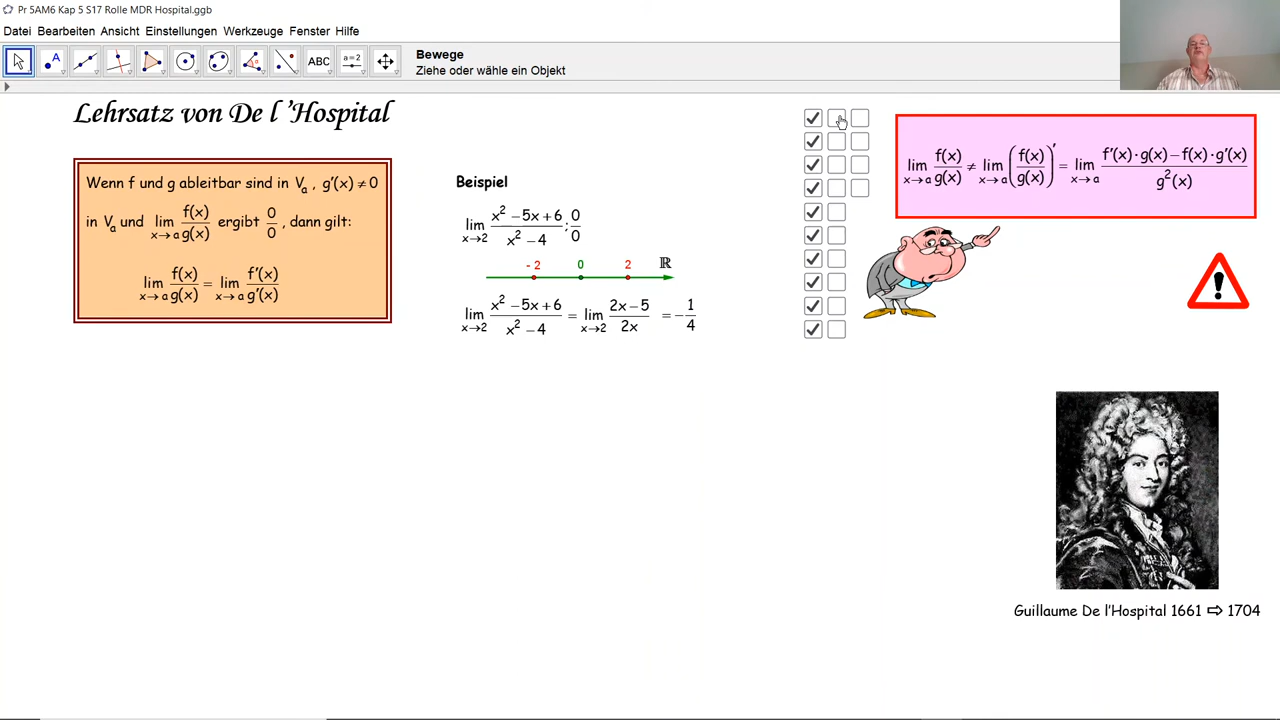 Pr 5AM6 Kap 5 S17 Rolle MDR Hospital.ggb
Datei Bearbeiten Ansicht Einstellungen Werkzeuge Fenster Hilfe
A
ABC
a=2
Bewege
Ziehe oder wähle ein Objekt
Lehrsatz von De l 'Hospital
Wenn f und g ableitbar sind in Vₐ , g'(x) ≠ 0
in Vₐ und lim x→a f(x)/g(x) ergibt 0/0 , dann gilt:
lim x→a f(x)/g(x) = lim x→a f'(x)/g'(x)
Beispiel
lim x→2 (x² − 5x + 6)/(x² − 4) ; 0/0
- 2 0 2 ℝ
lim x→2 (x² − 5x + 6)/(x² − 4) = lim x→2 (2x − 5)/(2x) = − 1/4
lim x→a f(x)/g(x) ≠ lim x→a (f(x)/g(x))' = lim x→a (f'(x)·g(x) − f(x)·g'(x))/g²(x)
!
Guillaume De l'Hospital 1661 ⇨ 1704